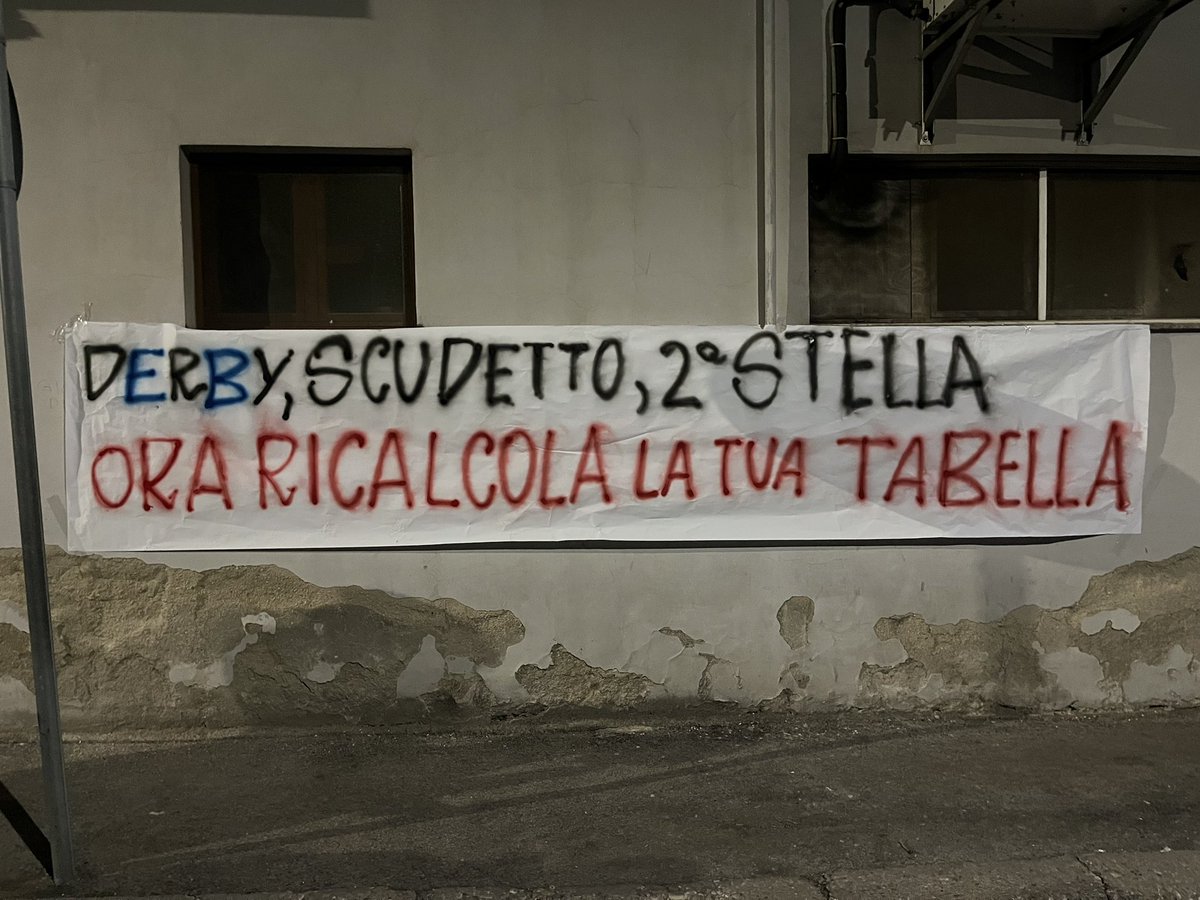 DERBY, SCUDETTO, 2° STELLA
ORA RICALCOLA LA TUA TABELLA